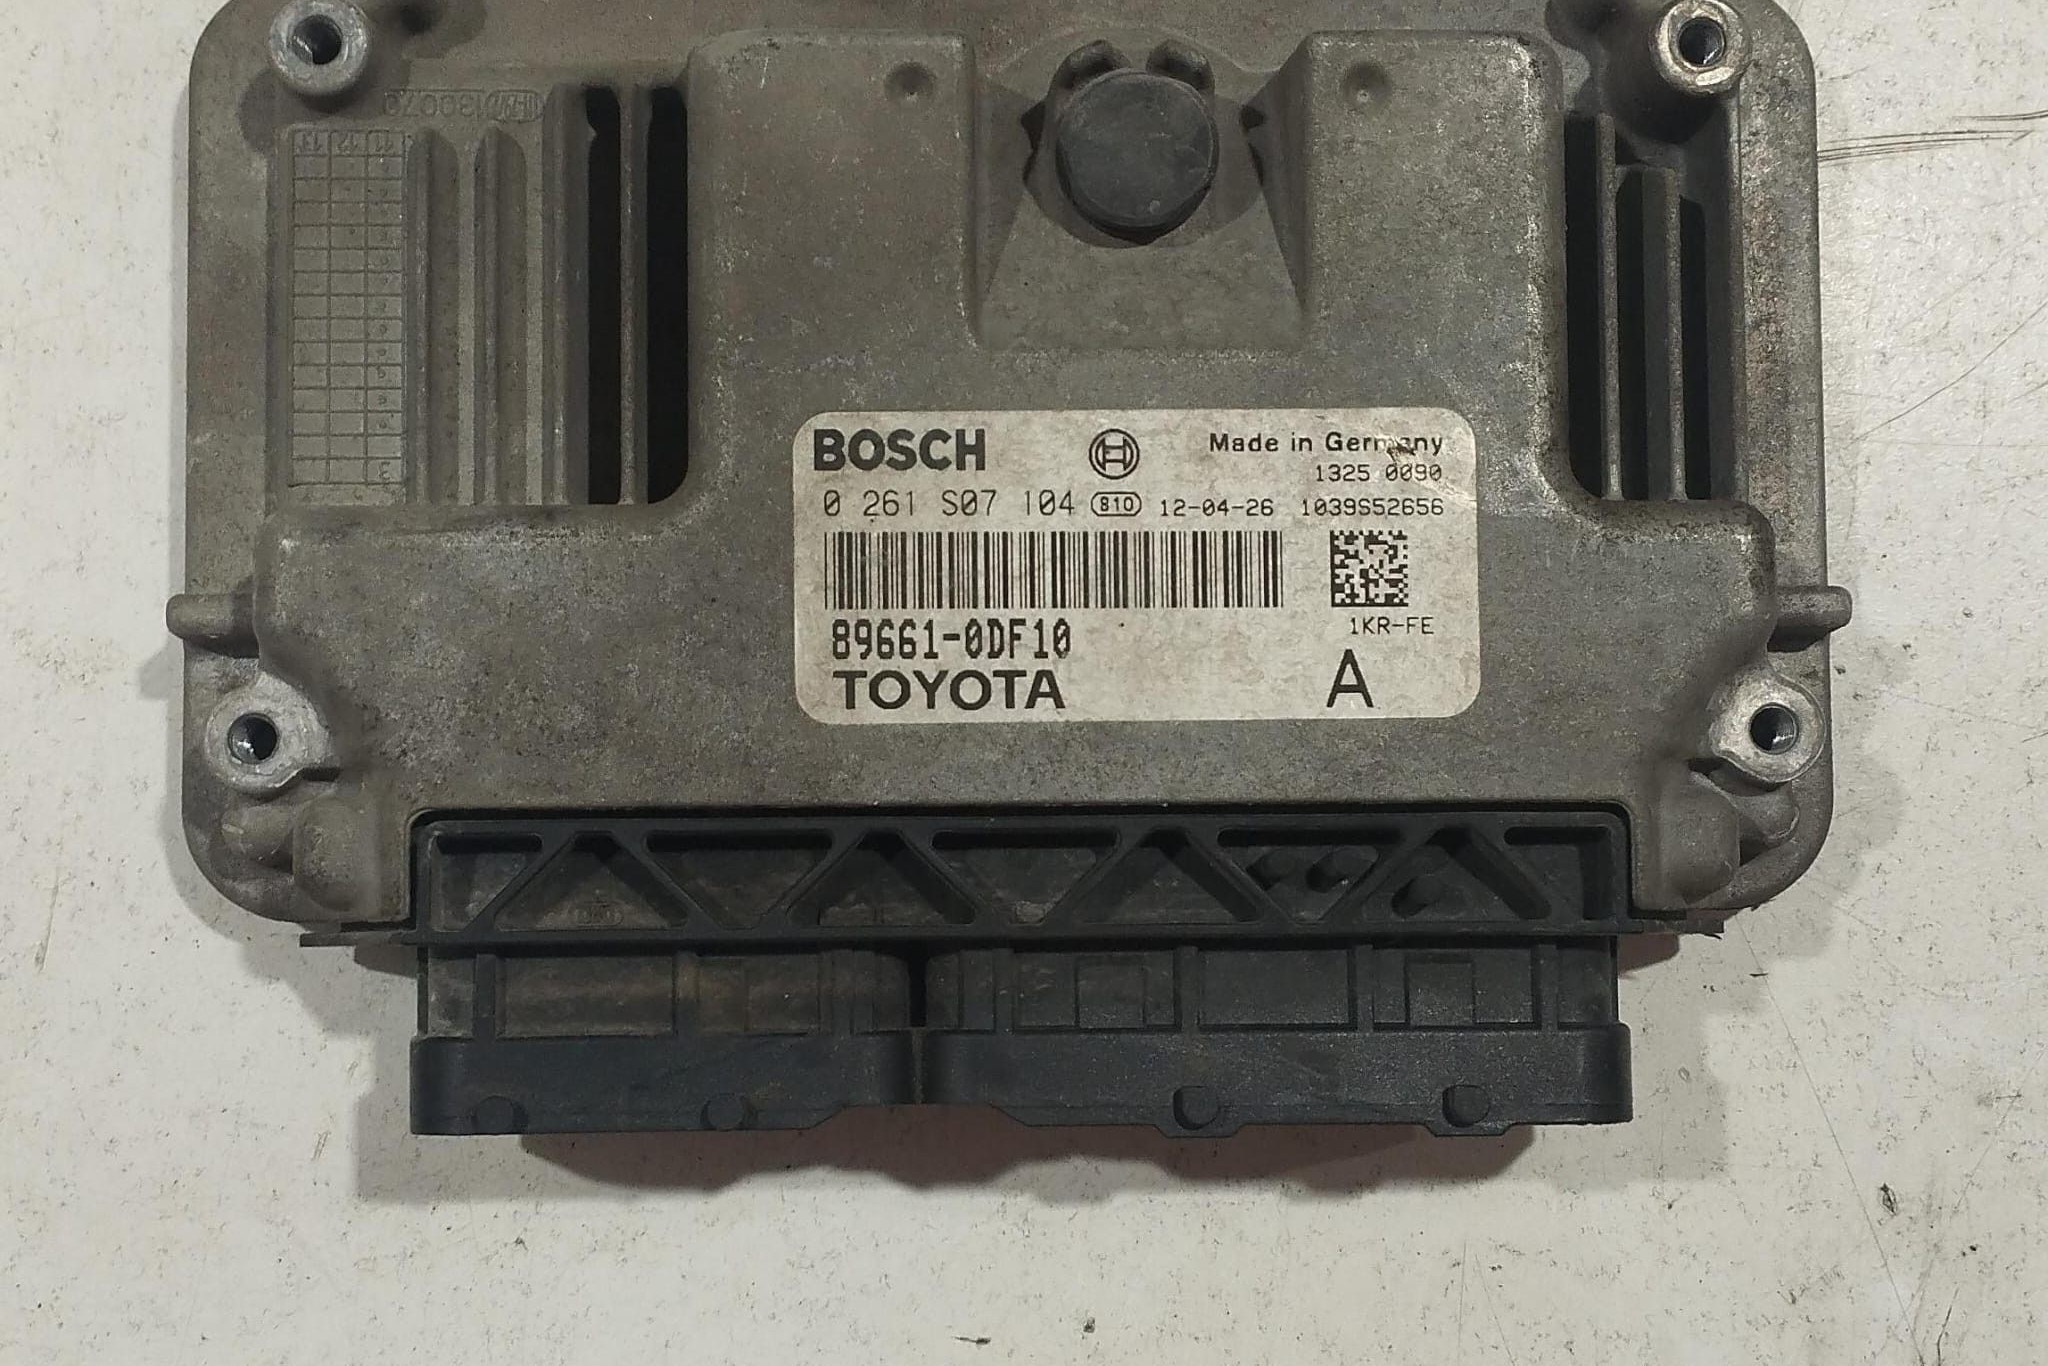 BOSCH
Made in Germany
1325 0090
0 261 S07 104 810 12-04-26 1039S52656
89661-0DF10
1KR-FE
TOYOTA
A